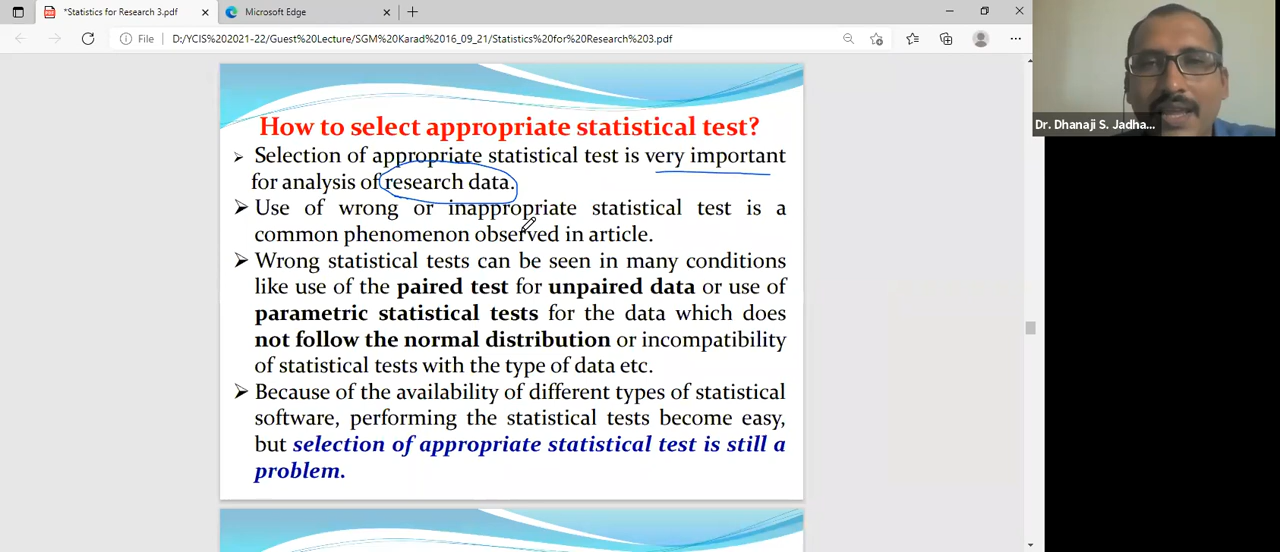 *Statistics for Research 3.pdf
Microsoft Edge
File
D:/YCIS%202021-22/Guest%20Lecture/SGM%20Karad%2016_09_21/Statistics%20for%20Research%203.pdf
Dr. Dhanaji S. Jadha...
How to select appropriate statistical test?
Selection of appropriate statistical test is very important
for analysis of research data.
Use of wrong or inappropriate statistical test is a
common phenomenon observed in article.
Wrong statistical tests can be seen in many conditions
like use of the paired test for unpaired data or use of
parametric statistical tests for the data which does
not follow the normal distribution or incompatibility
of statistical tests with the type of data etc.
Because of the availability of different types of statistical
software, performing the statistical tests become easy,
but selection of appropriate statistical test is still a
problem.